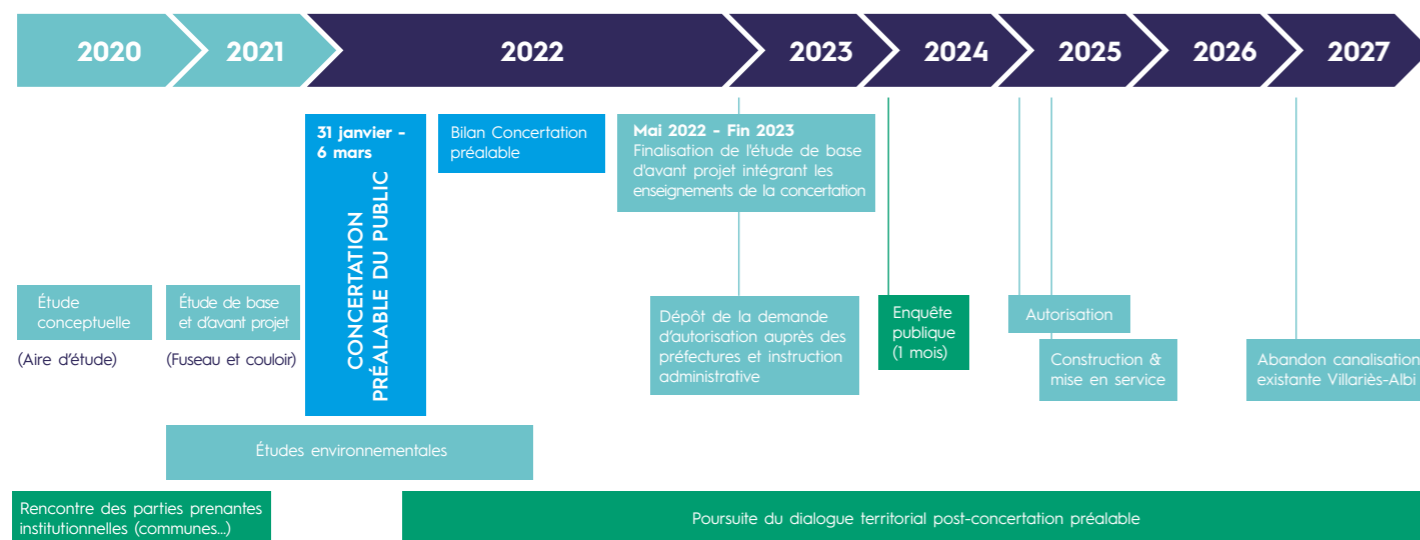 2020
2021
2022
2023
2024
2025
2026
2027
31 janvier -
6 mars
CONCERTATION
PRÉALABLE DU PUBLIC
Bilan Concertation
préalable
Mai 2022 - Fin 2023
Finalisation de l'étude de base
d'avant projet intégrant les
enseignements de la concertation
Étude
conceptuelle
(Aire d'étude)
Étude de base
et d'avant projet
(Fuseau et couloir)
Dépôt de la demande
d'autorisation auprès des
préfectures et instruction
administrative
Enquête
publique
(1 mois)
Autorisation
Construction &
mise en service
Abandon canalisation
existante Villariès-Albi
Études environnementales
Rencontre des parties prenantes
institutionnelles (communes...)
Poursuite du dialogue territorial post-concertation préalable